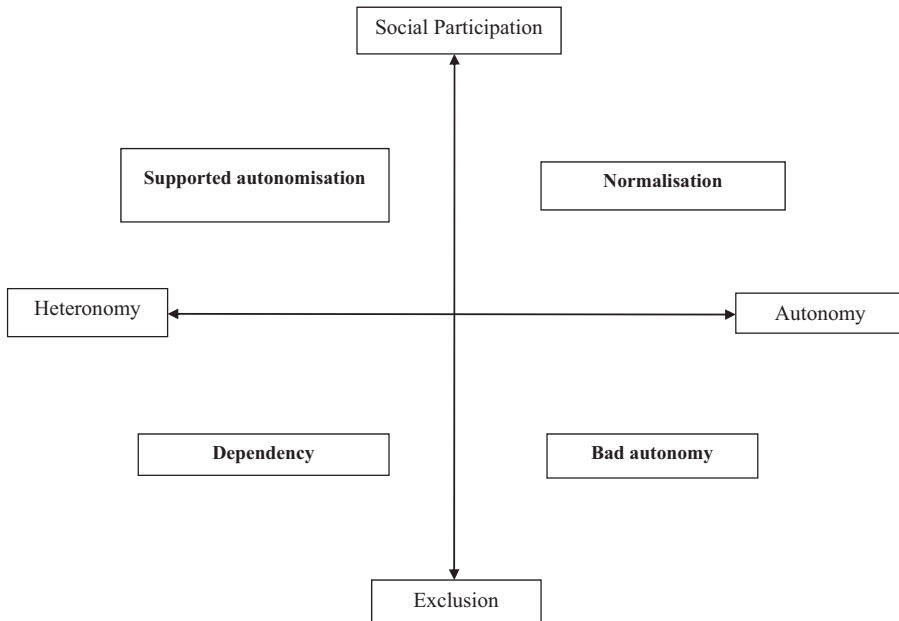 Social Participation
Supported autonomisation
Normalisation
Heteronomy
Autonomy
Dependency
Bad autonomy
Exclusion